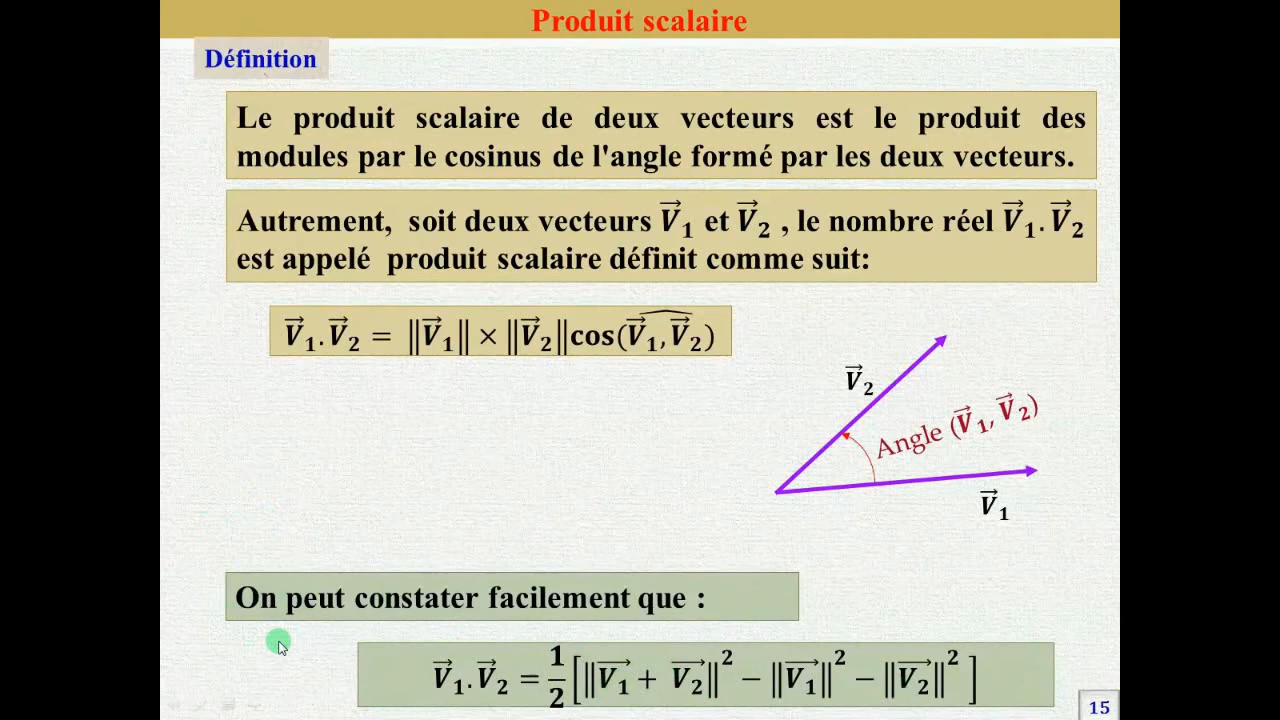 Produit scalaire
Définition
Le produit scalaire de deux vecteurs est le produit des
modules par le cosinus de l'angle formé par les deux vecteurs.
Autrement, soit deux vecteurs V⃗₁ et V⃗₂ , le nombre réel V⃗₁.V⃗₂
est appelé produit scalaire définit comme suit:
V⃗₁.V⃗₂ = ‖V⃗₁‖ × ‖V⃗₂‖cos(V⃗₁,V⃗₂)
V⃗₂
Angle (V⃗₁,V⃗₂)
V⃗₁
On peut constater facilement que :
V⃗₁.V⃗₂ = 1/2 [‖V⃗₁ + V⃗₂‖² − ‖V⃗₁‖² − ‖V⃗₂‖²]
15